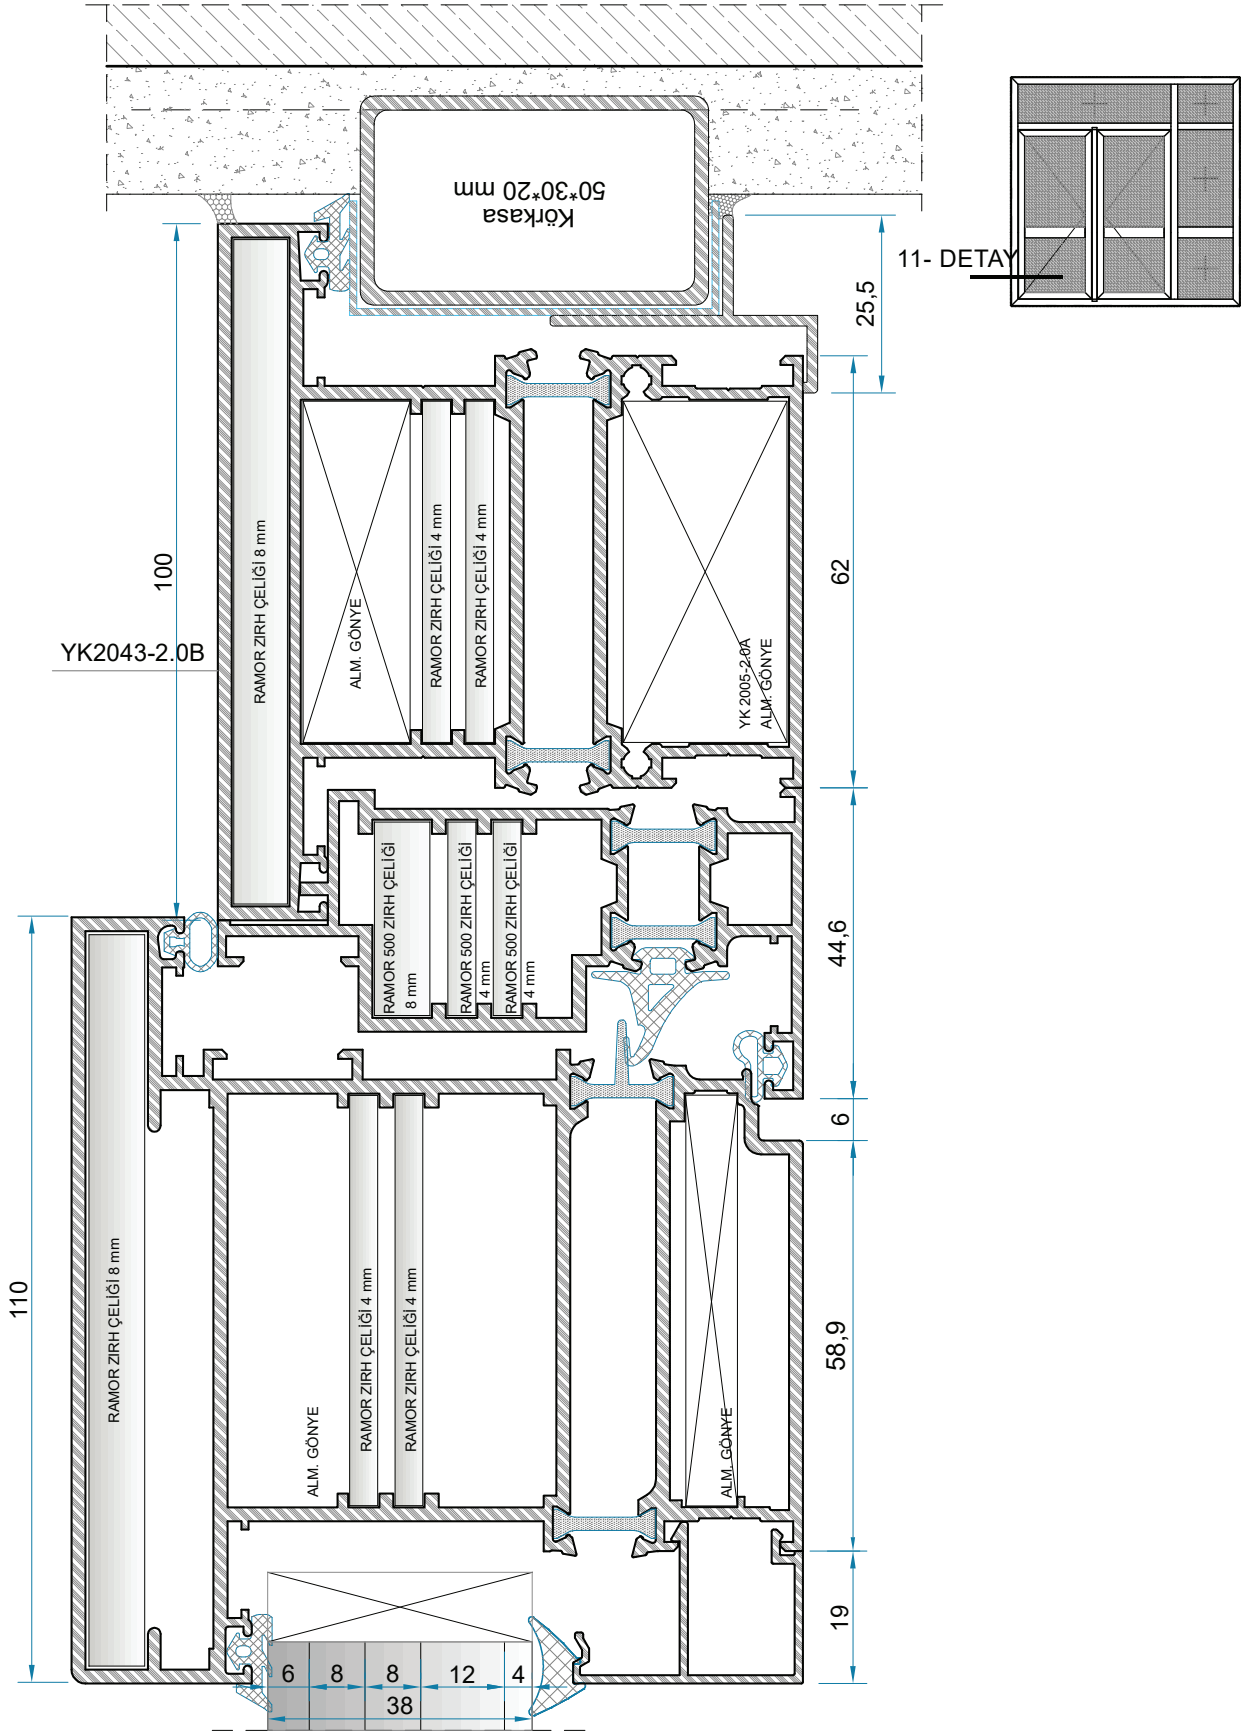 Körkasa
50*30*20 mm
11- DETAY
25,5
100
62
YK2043-2.0B
RAMOR ZIRH ÇELİĞİ 8 mm
ALM. GÖNYE
RAMOR ZIRH ÇELİĞİ 4 mm
RAMOR ZIRH ÇELİĞİ 4 mm
YK 2005-2.0A
ALM. GÖNYE
RAMOR 500 ZIRH ÇELİĞİ
8 mm
RAMOR 500 ZIRH ÇELİĞİ
4 mm
RAMOR 500 ZIRH ÇELİĞİ
4 mm
44,6
6
110
RAMOR ZIRH ÇELİĞİ 8 mm
ALM. GÖNYE
RAMOR ZIRH ÇELİĞİ 4 mm
RAMOR ZIRH ÇELİĞİ 4 mm
ALM. GÖNYE
58,9
19
6 8 8 12 4
38